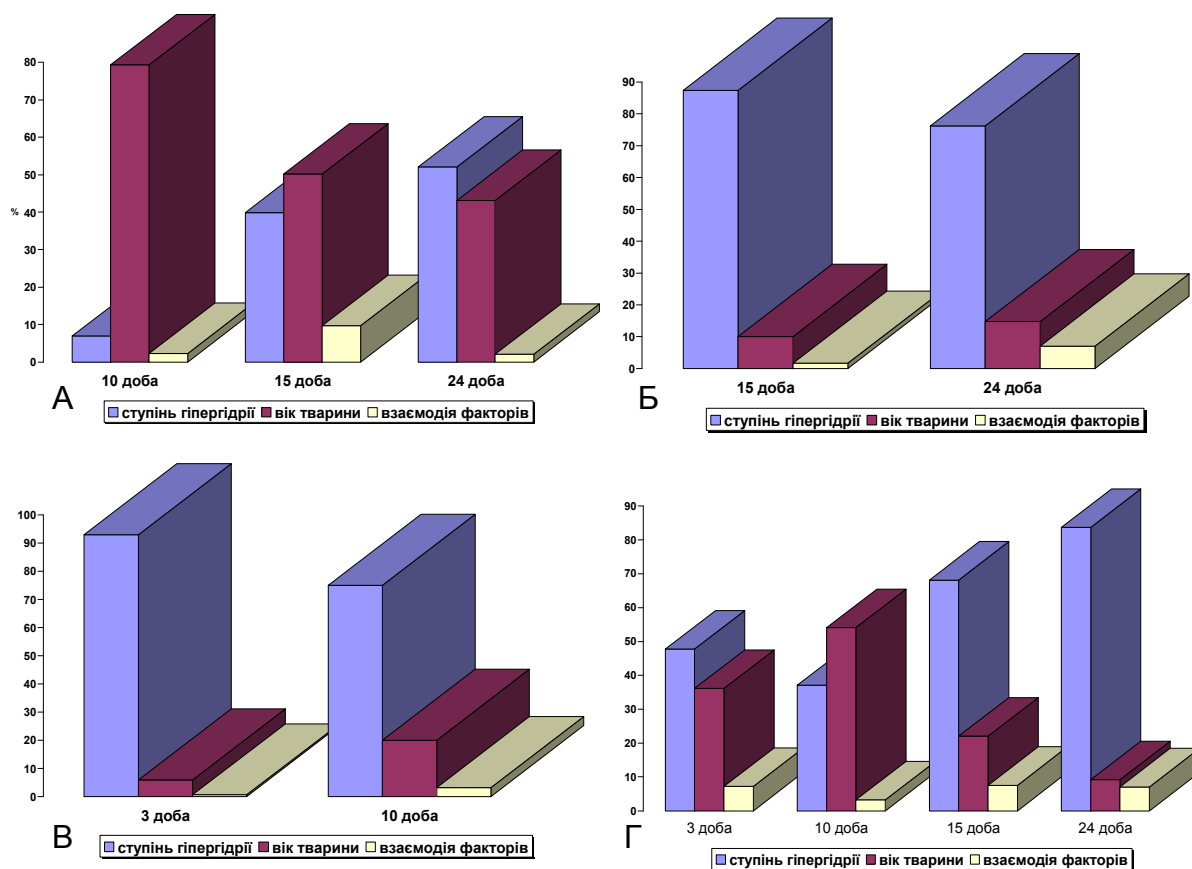 80
70
60
50
%
40
30
20
10
0
10 доба
15 доба
24 доба
А
ступінь гіпергідрії вік тварини взаємодія факторів
90
80
70
60
50
40
30
20
10
0
15 доба
24 доба
Б
ступінь гіпергідрії вік тварини взаємодія факторів
100
90
80
70
60
50
40
30
20
10
0
3 доба
10 доба
В
ступінь гіпергідрії вік тварини взаємодія факторів
90
80
70
60
50
40
30
20
10
0
3 доба
10 доба
15 доба
24 доба
Г
ступінь гіпергідрії вік тварини взаємодія факторів